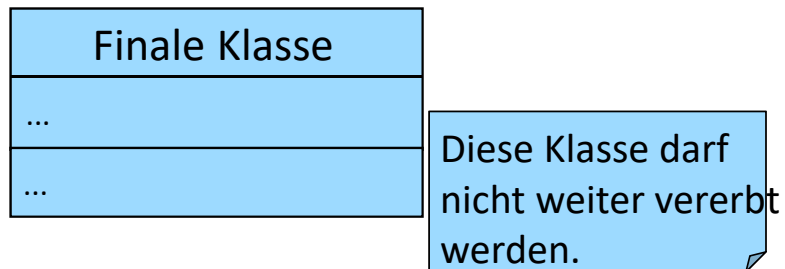 Finale Klasse
...
...
Diese Klasse darf
nicht weiter vererbt
werden.